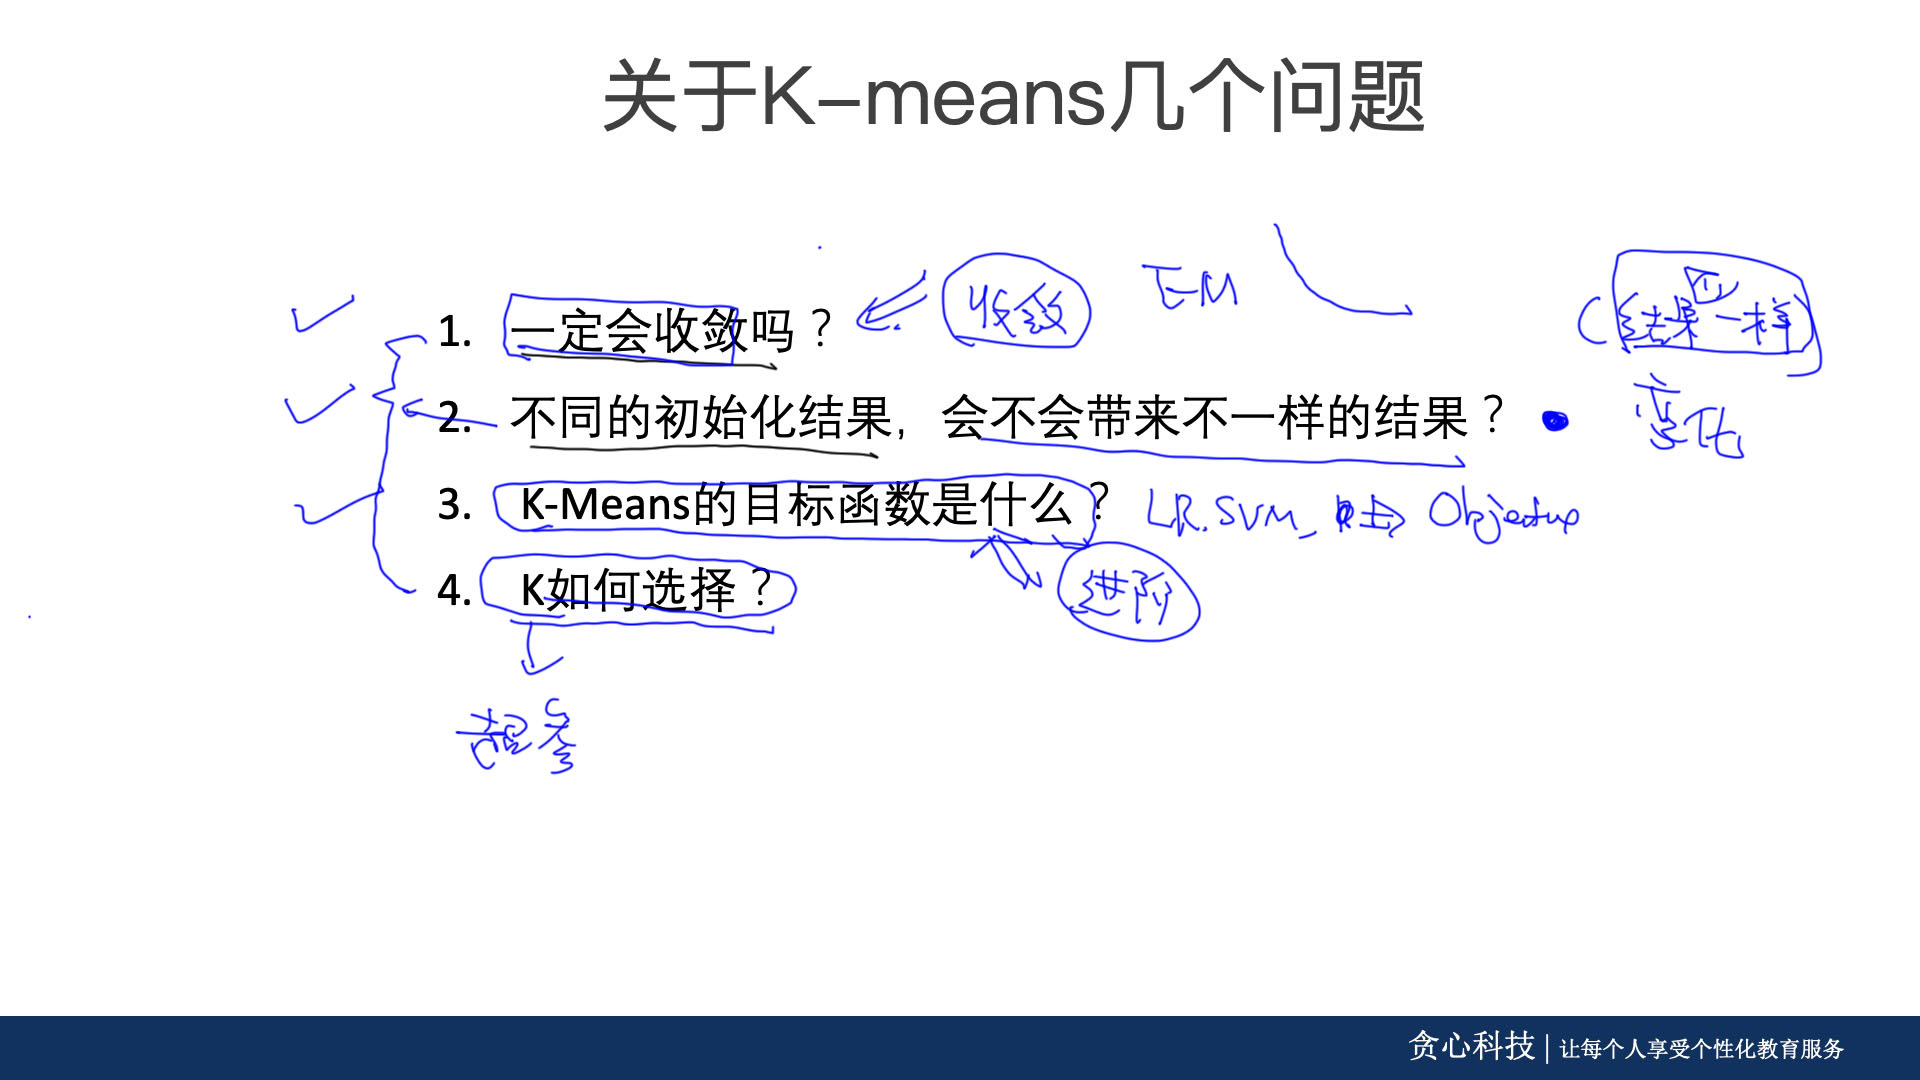 关于K-means几个问题
1. 一定会收敛吗？ 收敛 EM
2. 不同的初始化结果，会不会带来不一样的结果？
结果不一样
变化
3. K-Means的目标函数是什么？ LR. SVM
4. K如何选择？ 进阶
超参
贪心科技 | 让每个人享受个性化教育服务